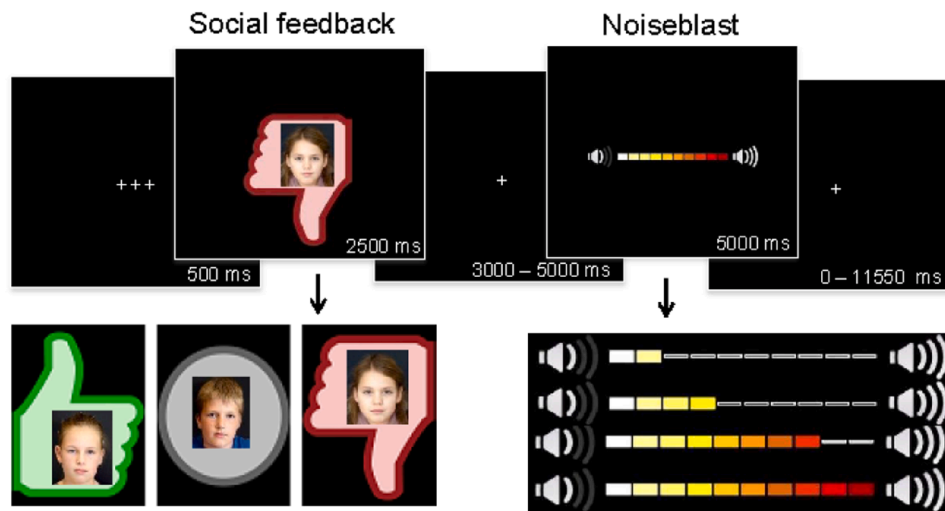 Social feedback
Noiseblast
+++
+
+
2500 ms
5000 ms
500 ms
3000 – 5000 ms
0 – 11550 ms